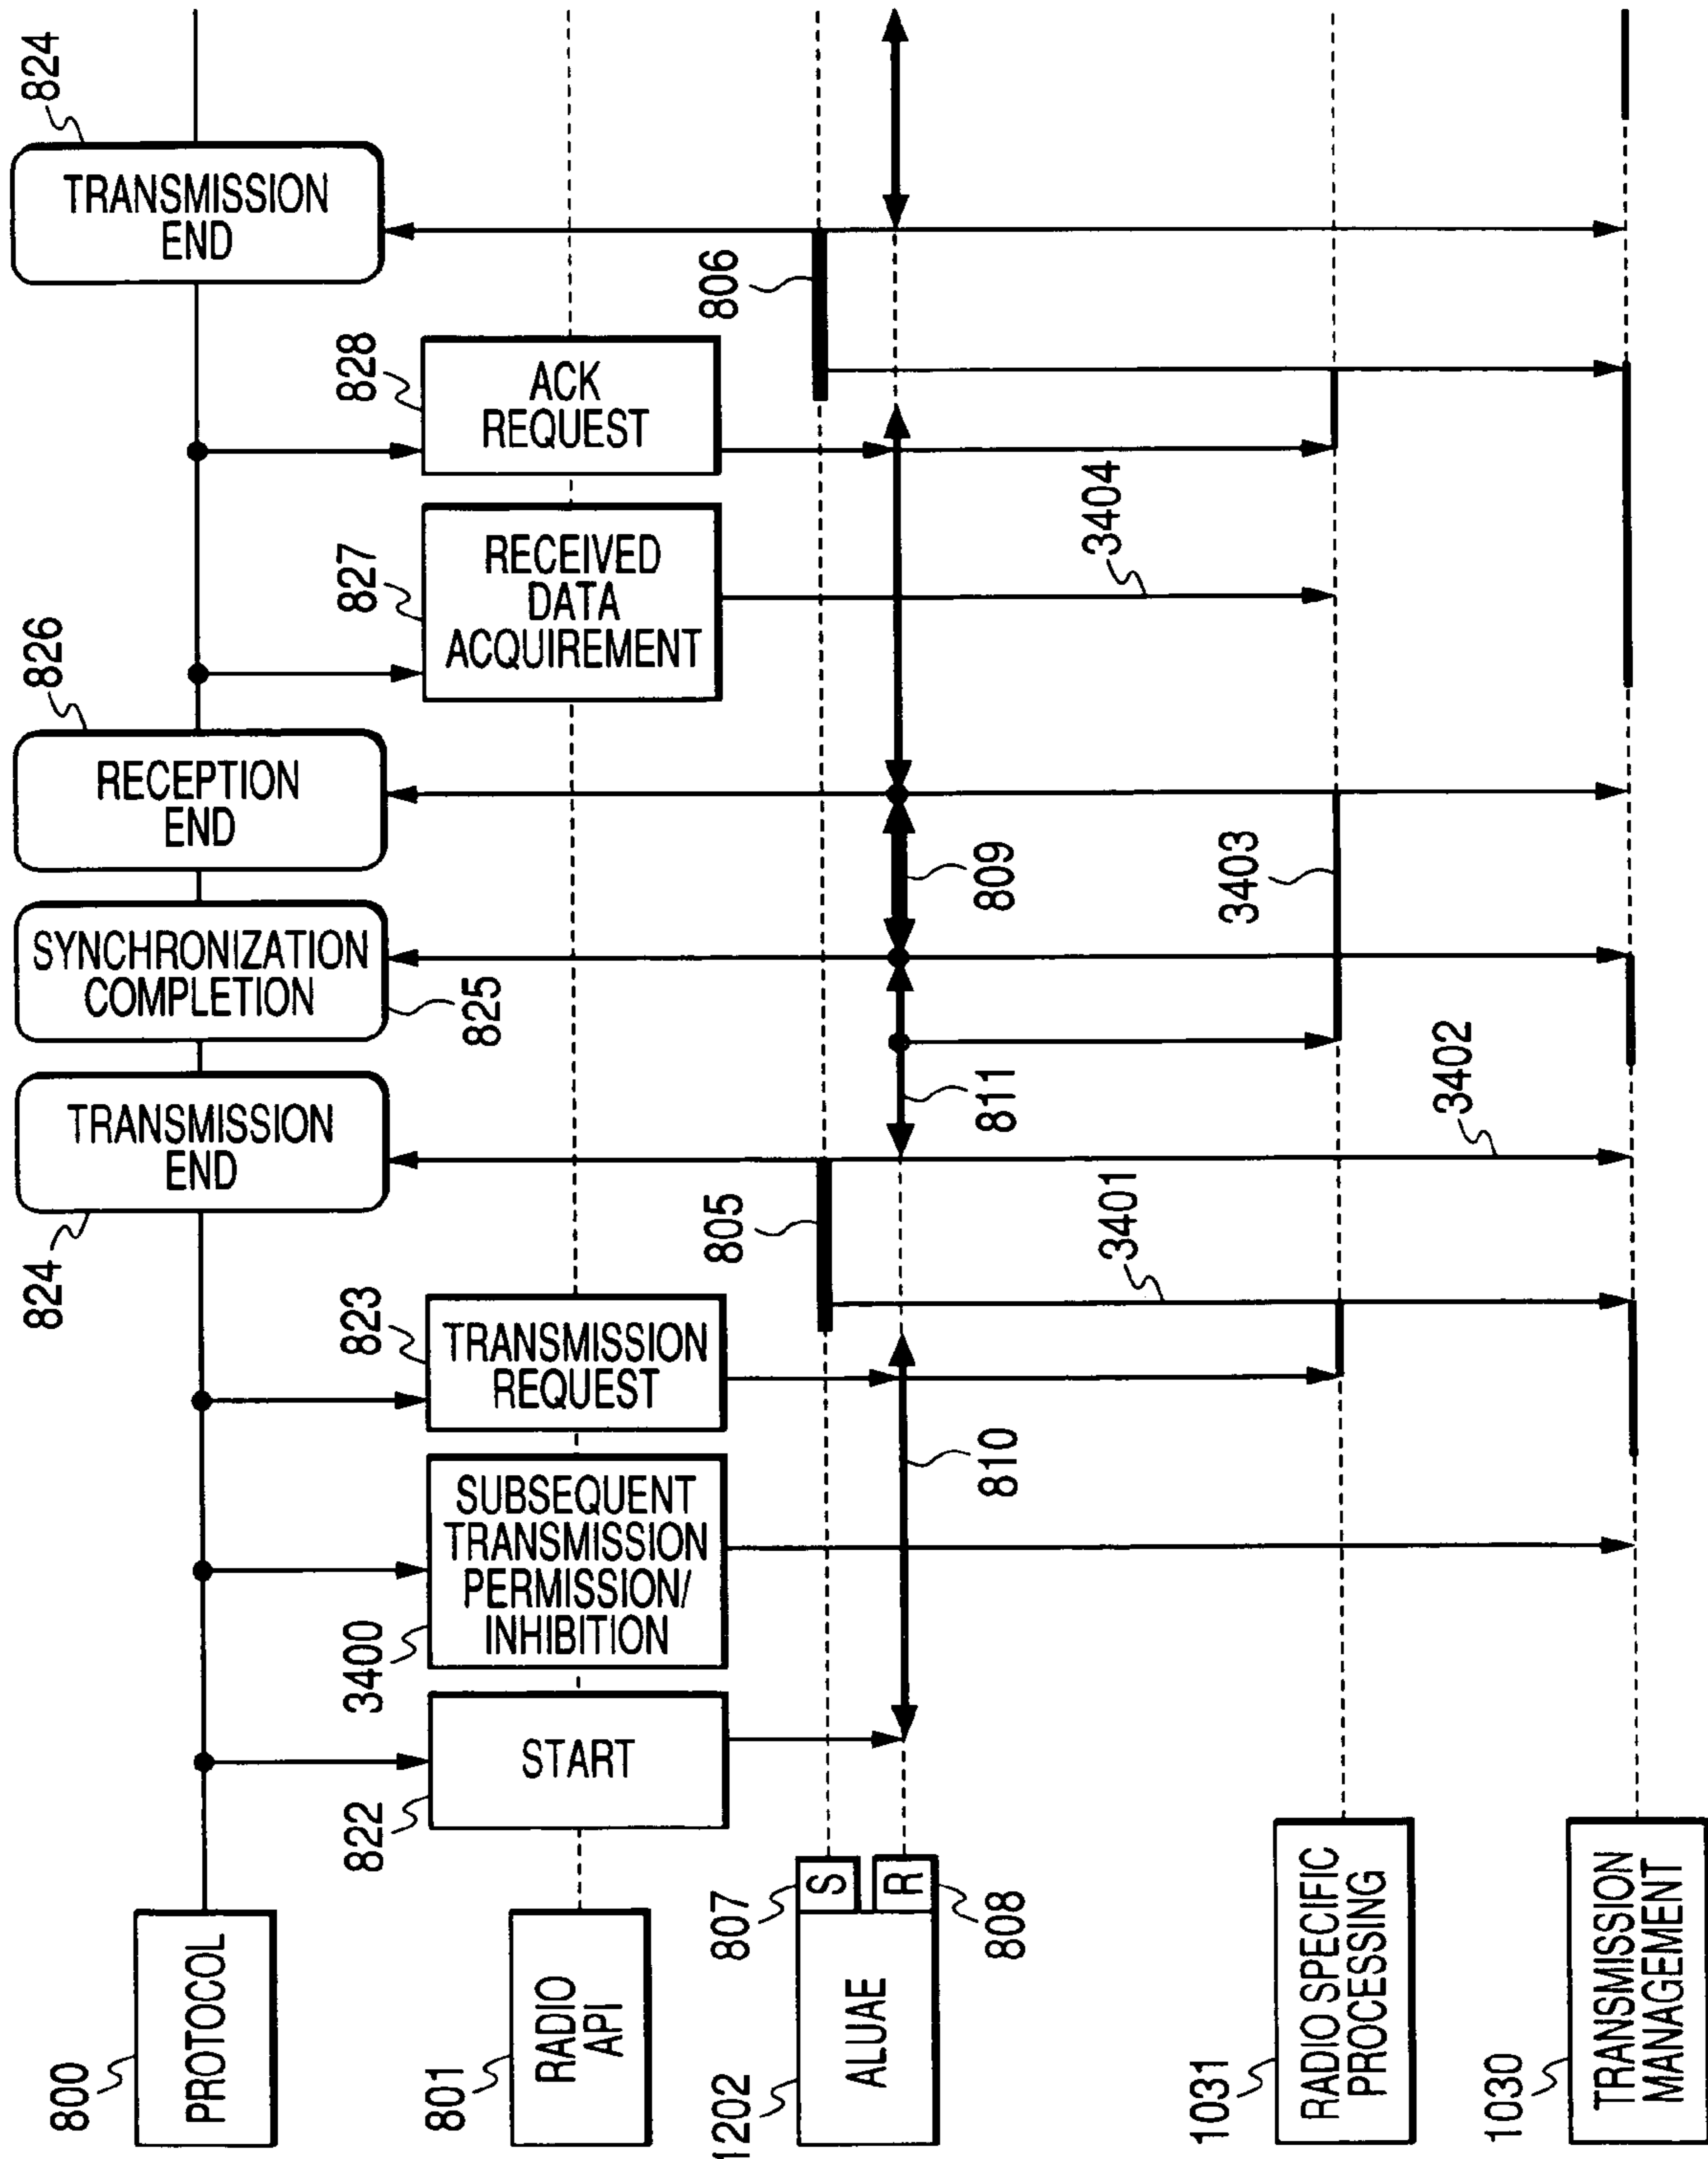 800
PROTOCOL
824
TRANSMISSION
END
825
SYNCHRONIZATION
COMPLETION
826
RECEPTION
END
824
TRANSMISSION
END
801
RADIO
API
822
START
3400
SUBSEQUENT
TRANSMISSION
PERMISSION/
INHIBITION
823
TRANSMISSION
REQUEST
827
RECEIVED
DATA
ACQUIREMENT
828
ACK
REQUEST
1202
ALUAE
807
S
R
808
805
806
810
811
809
3401
3402
3403
3404
1031
RADIO SPECIFIC
PROCESSING
1030
TRANSMISSION
MANAGEMENT